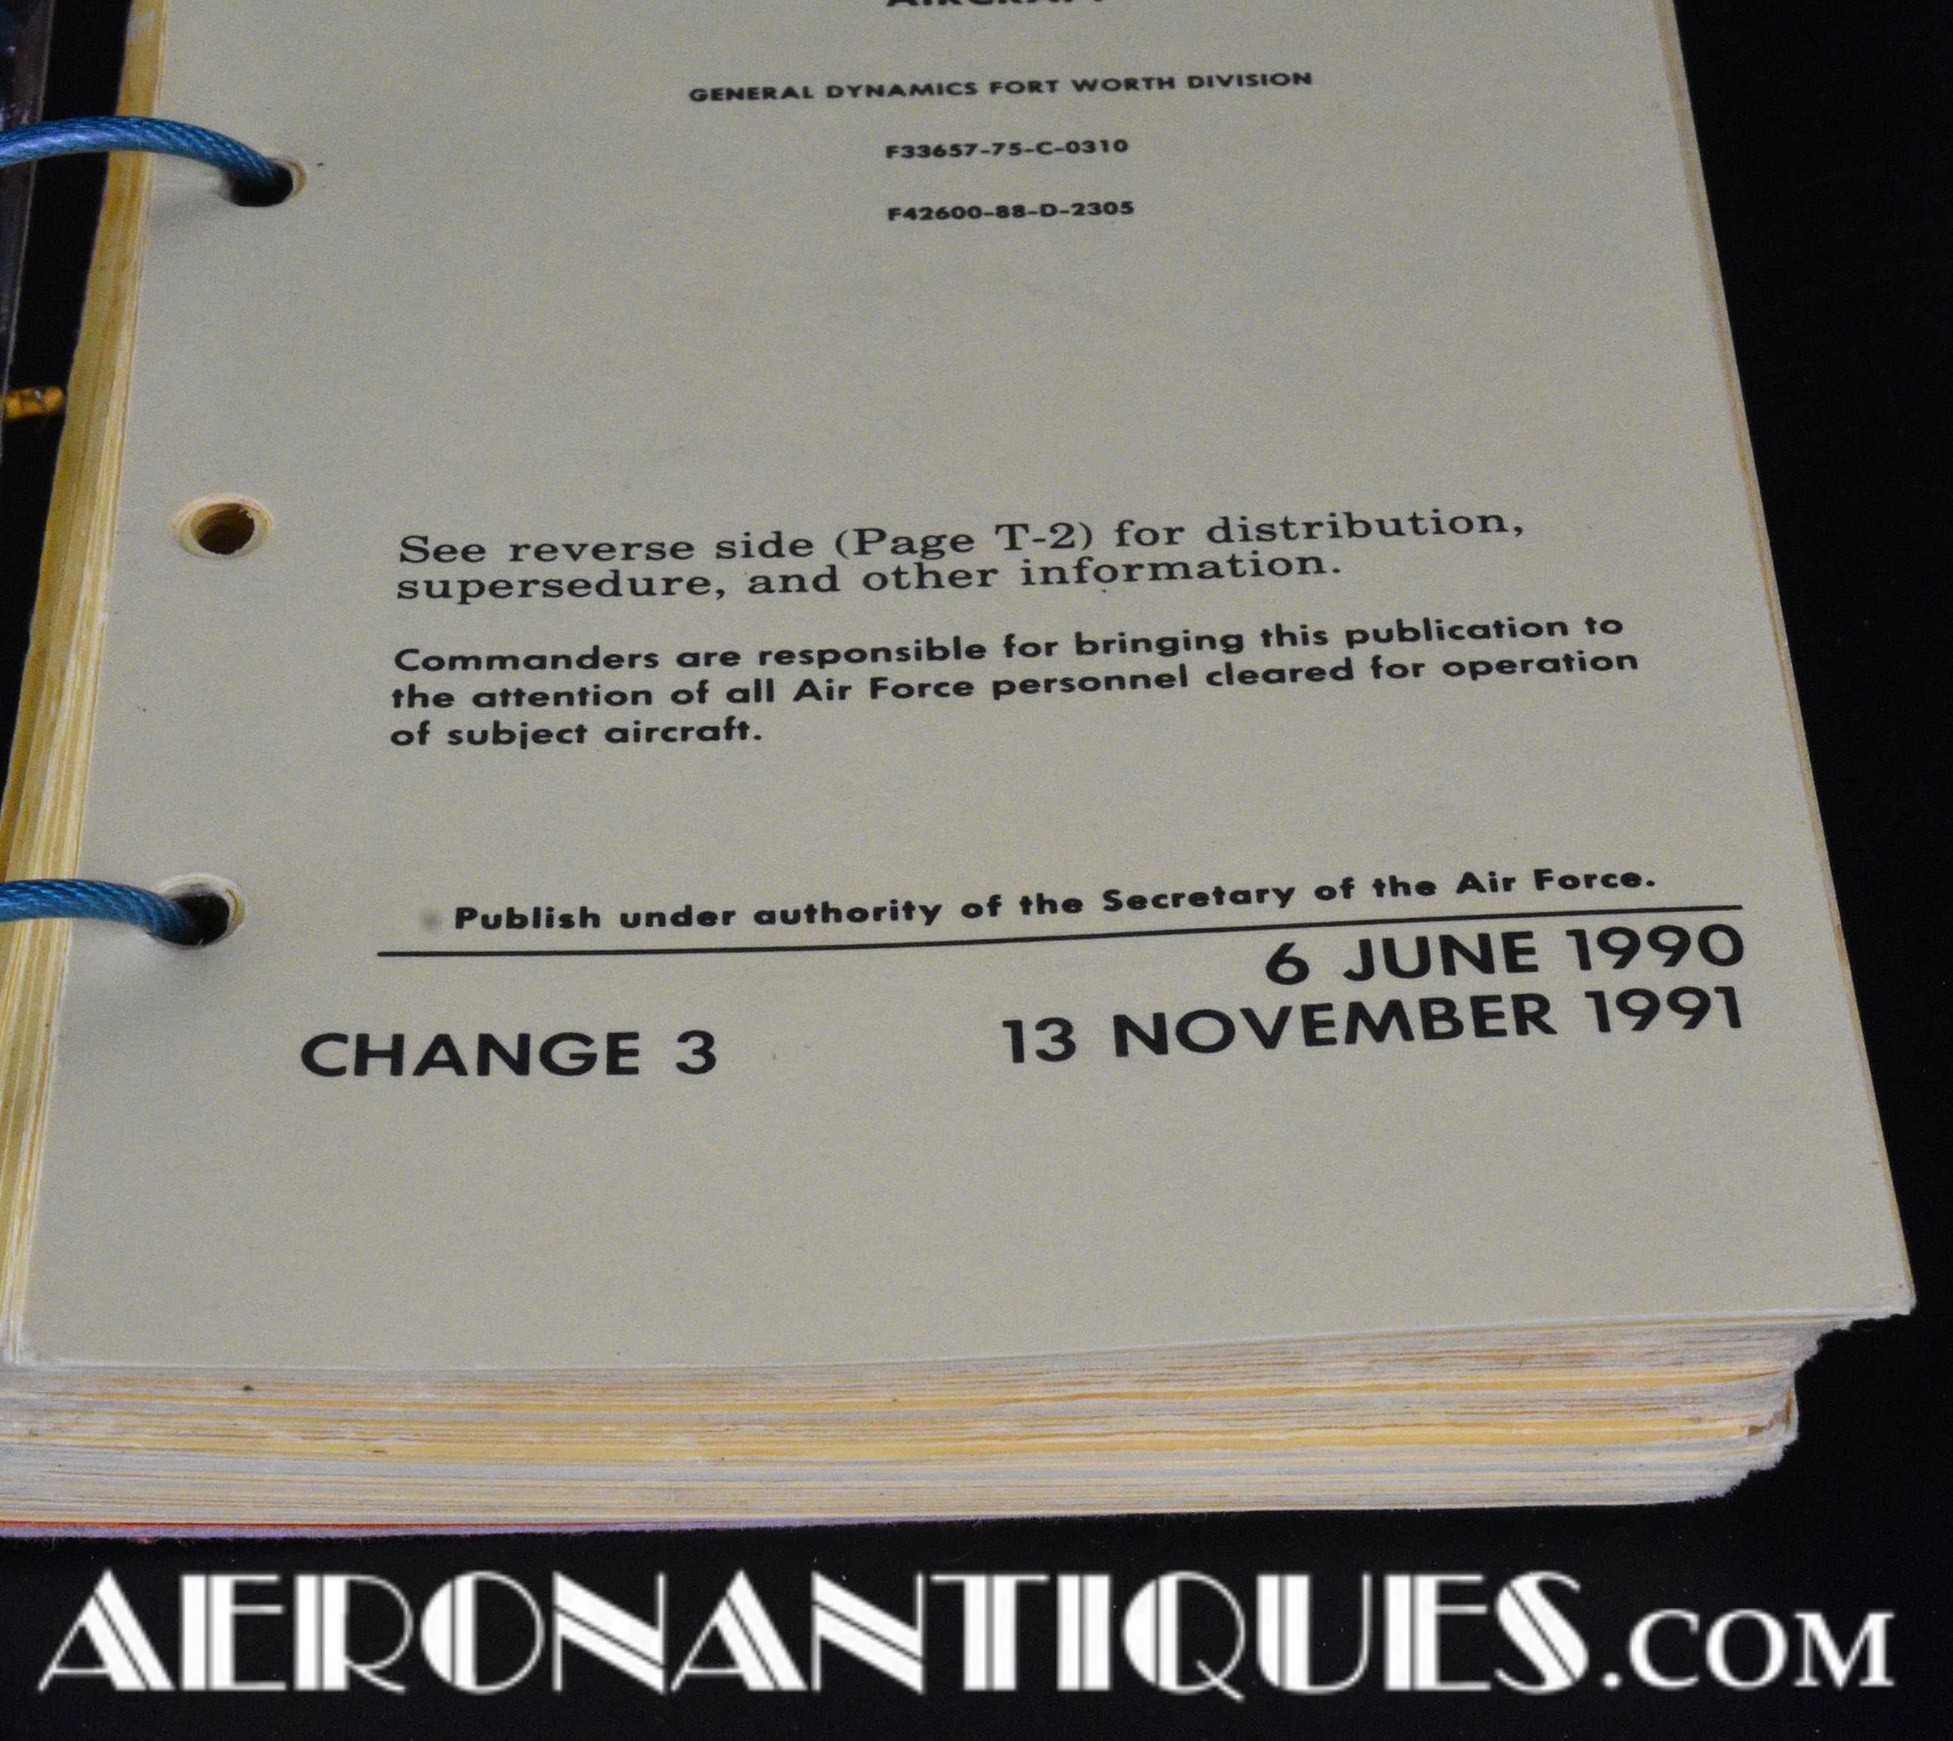 AIRCRAFT
GENERAL DYNAMICS FORT WORTH DIVISION
F33657-75-C-0310
F42600-88-D-2305
See reverse side (Page T-2) for distribution,
supersedure, and other information.
Commanders are responsible for bringing this publication to
the attention of all Air Force personnel cleared for operation
of subject aircraft.
Publish under authority of the Secretary of the Air Force.
6 JUNE 1990
CHANGE 3 13 NOVEMBER 1991
AERONANTIQUES.COM